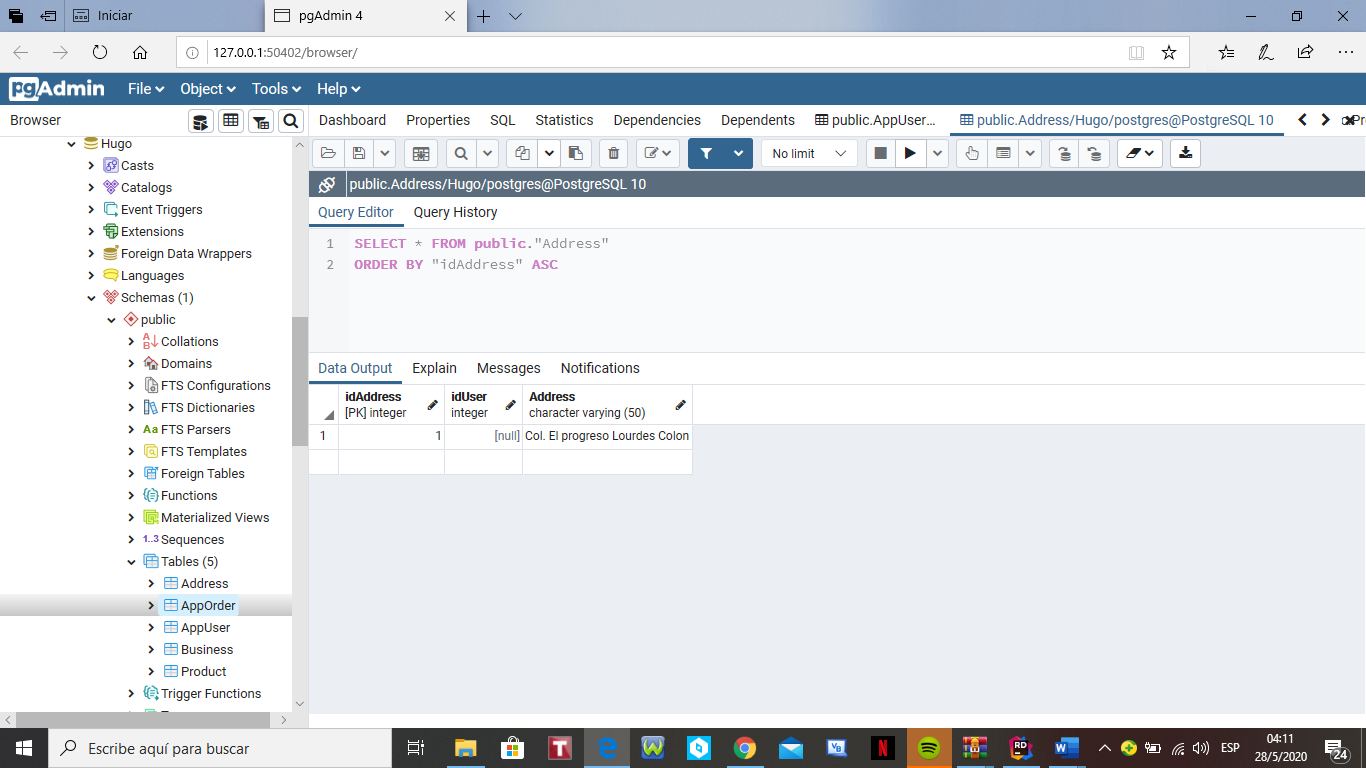 Iniciar
pgAdmin 4
127.0.0.1:50402/browser/
pgAdmin File Object Tools Help
Browser
Dashboard Properties SQL Statistics Dependencies Dependents public.AppUser... public.Address/Hugo/postgres@PostgreSQL 10
No limit
public.Address/Hugo/postgres@PostgreSQL 10
Query Editor Query History
1 SELECT * FROM public."Address"
2 ORDER BY "idAddress" ASC
Data Output Explain Messages Notifications
idAddress idUser Address
[PK] integer integer character varying (50)
1 1 [null] Col. El progreso Lourdes Colon
Hugo
Casts
Catalogs
Event Triggers
Extensions
Foreign Data Wrappers
Languages
Schemas (1)
public
Collations
Domains
FTS Configurations
FTS Dictionaries
Aa FTS Parsers
FTS Templates
Foreign Tables
Functions
Materialized Views
1..3 Sequences
Tables (5)
Address
AppOrder
AppUser
Business
Product
Trigger Functions
Escribe aquí para buscar
ESP
04:11
28/5/2020
24